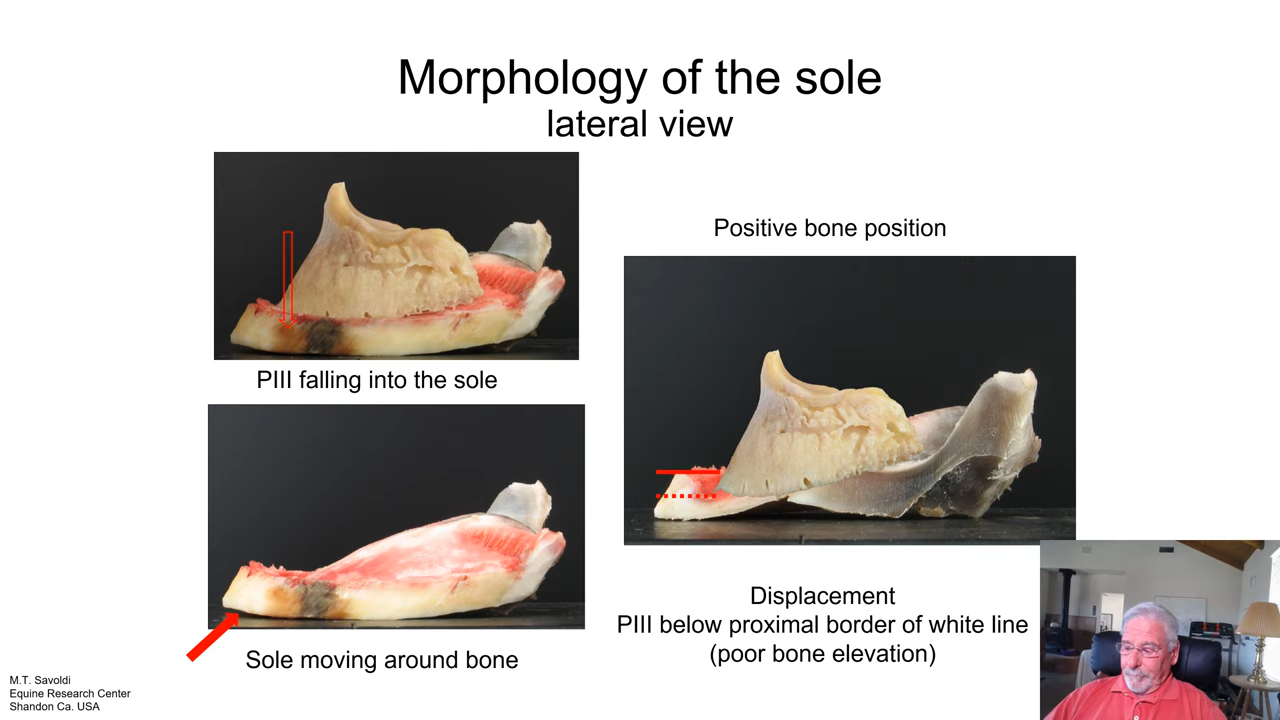 Morphology of the sole
lateral view
PIII falling into the sole
Sole moving around bone
Positive bone position
Displacement
PIII below proximal border of white line
(poor bone elevation)
M.T. Savoldi
Equine Research Center
Shandon Ca. USA